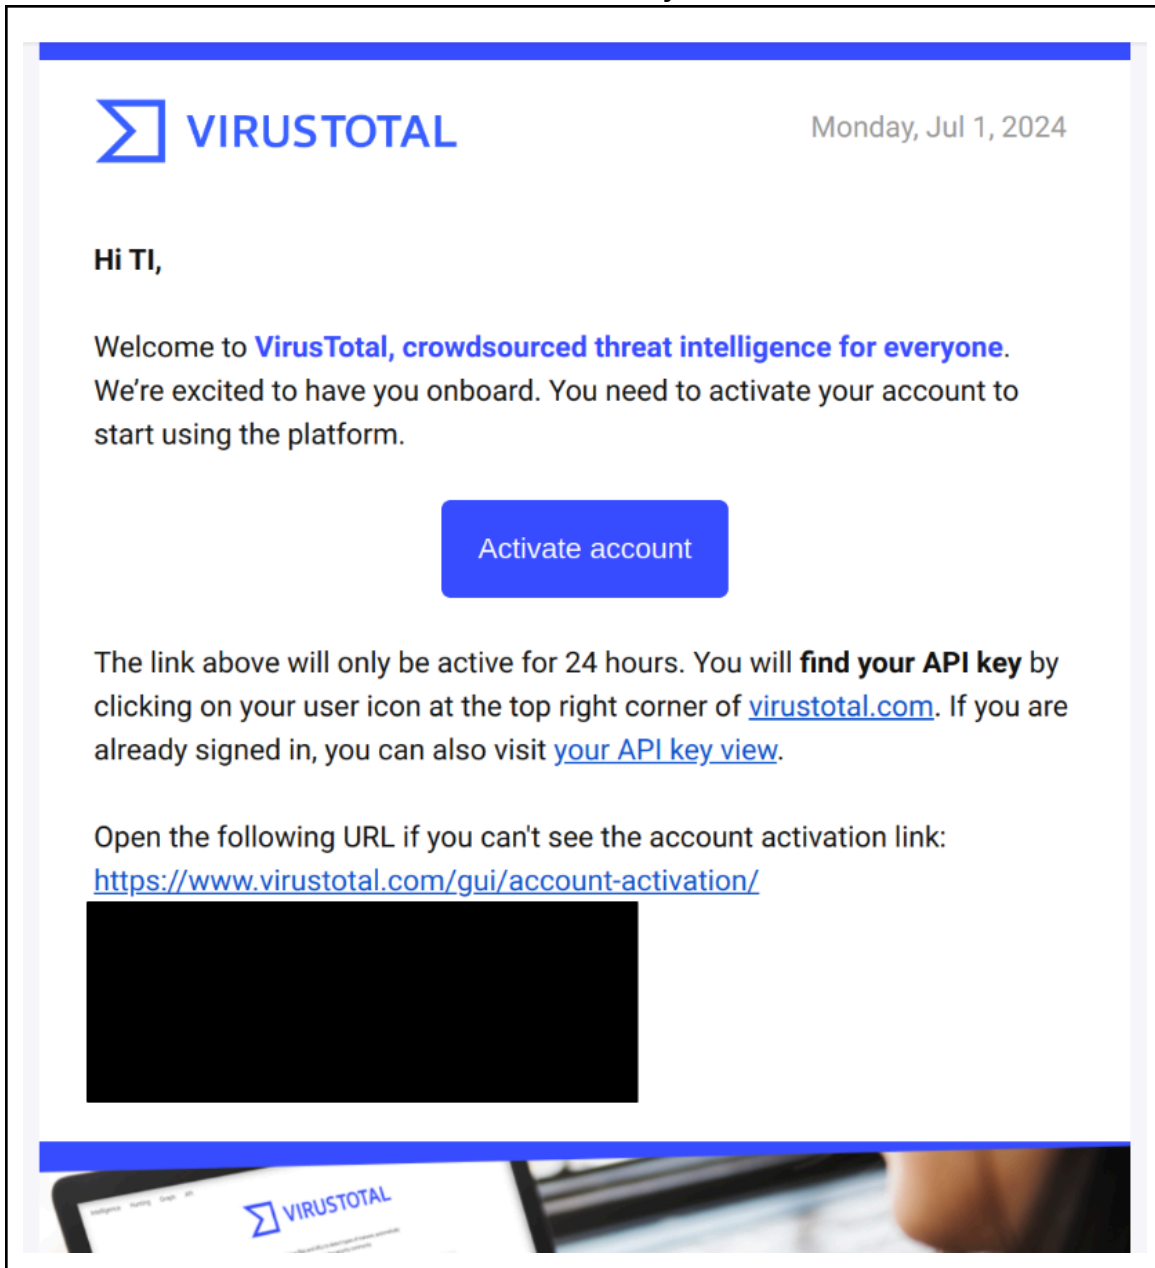 VIRUSTOTAL
Monday, Jul 1, 2024
Hi TI,
Welcome to VirusTotal, crowdsourced threat intelligence for everyone.
We’re excited to have you onboard. You need to activate your account to
start using the platform.
Activate account
The link above will only be active for 24 hours. You will find your API key by
clicking on your user icon at the top right corner of virustotal.com. If you are
already signed in, you can also visit your API key view.
Open the following URL if you can't see the account activation link:
https://www.virustotal.com/gui/account-activation/
Intelligence Hunting Graph API
VIRUSTOTAL